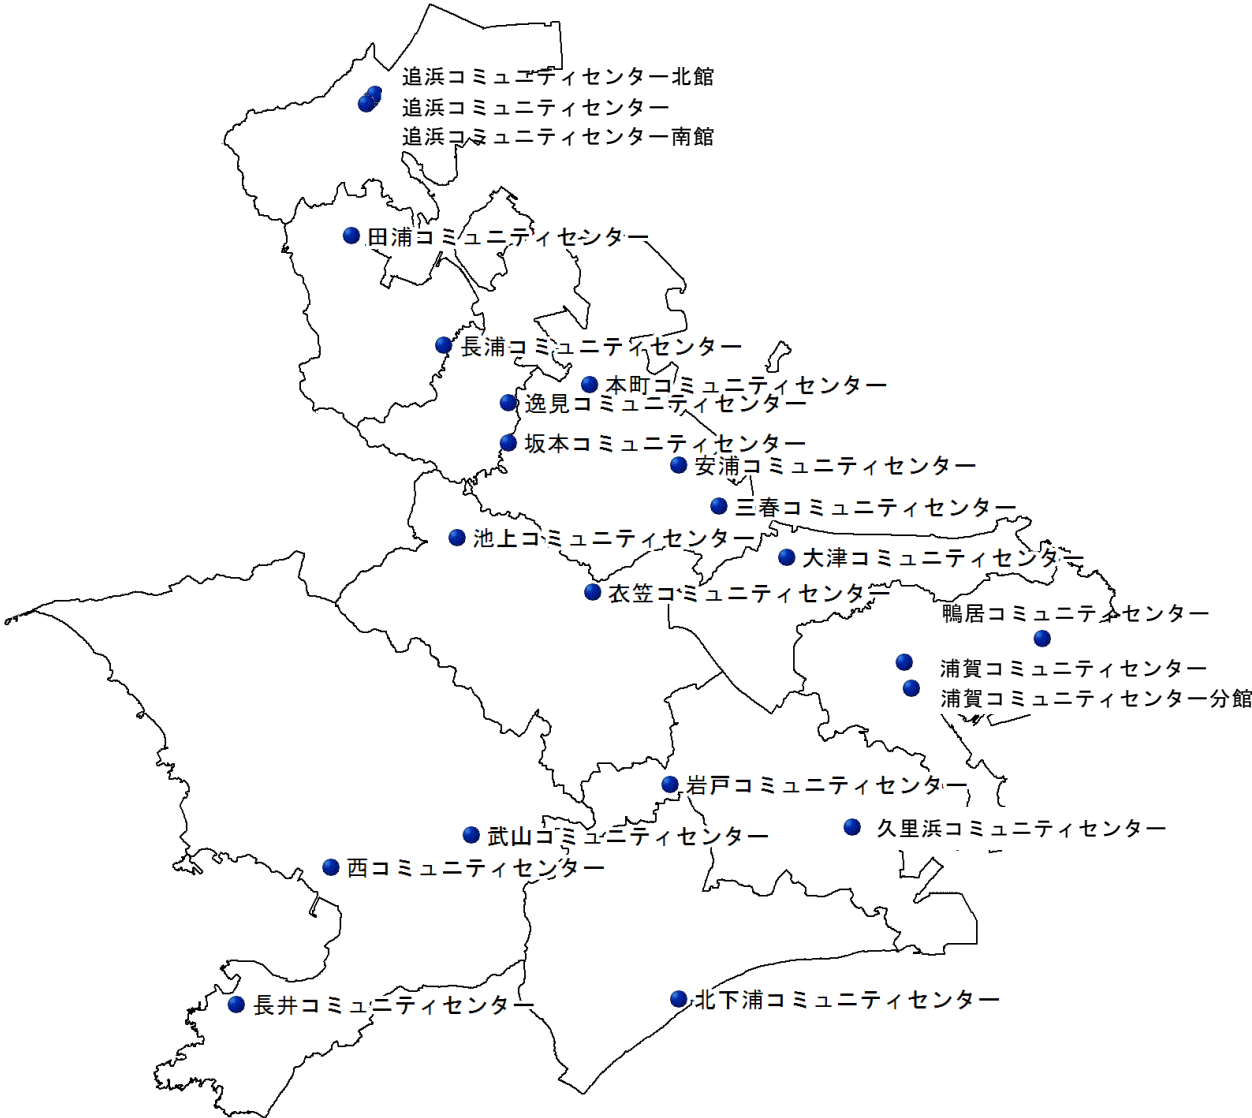 追浜コミュニティセンター北館
追浜コミュニティセンター
追浜コミュニティセンター南館
田浦コミュニティセンター
長浦コミュニティセンター
本町コミュニティセンター
逸見コミュニティセンター
坂本コミュニティセンター
安浦コミュニティセンター
三春コミュニティセンター
池上コミュニティセンター
大津コミュニティセンター
衣笠コミュニティセンター
鴨居コミュニティセンター
浦賀コミュニティセンター
浦賀コミュニティセンター分館
岩戸コミュニティセンター
久里浜コミュニティセンター
武山コミュニティセンター
西コミュニティセンター
北下浦コミュニティセンター
長井コミュニティセンター